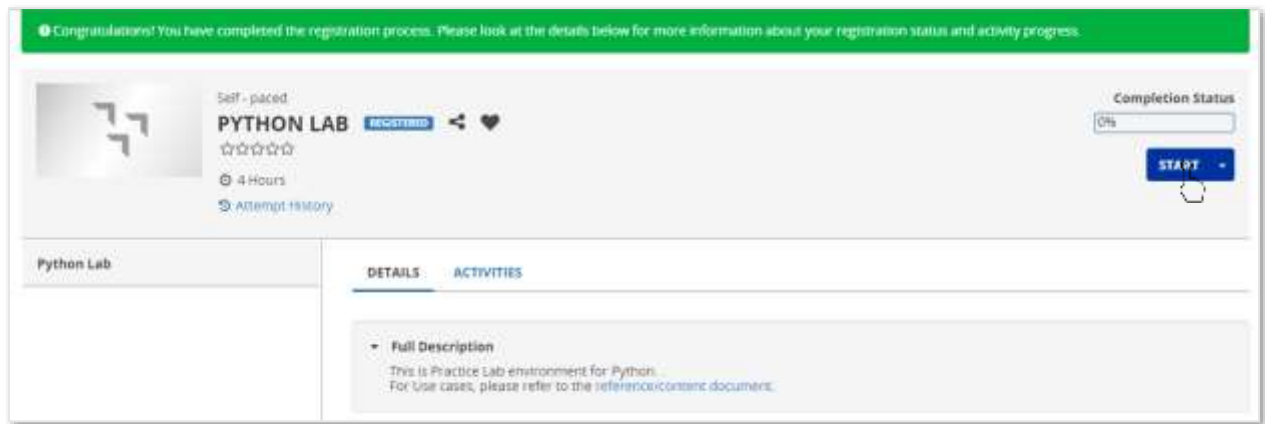 Congratulations! You have completed the registration process. Please look at the details below for more information about your registration status and activity progress.
Self - paced
PYTHON LAB REGISTERED
4 Hours
Attempt History
Completion Status
0%
START
Python Lab
DETAILS ACTIVITIES
Full Description
This is Practice Lab environment for Python.
For Use cases, please refer to the reference/content document.